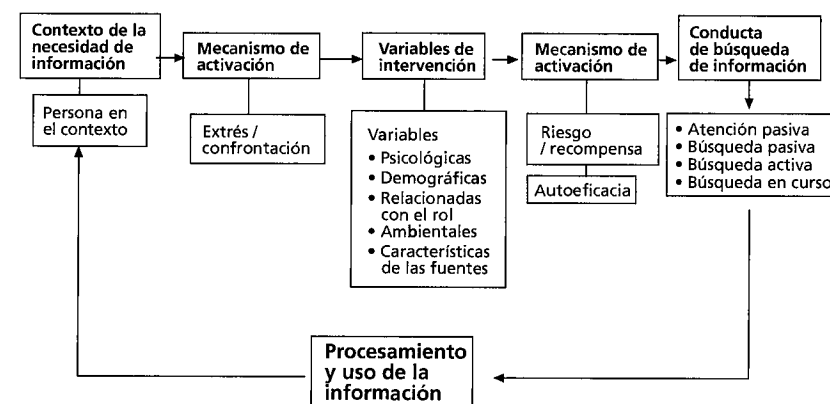 Contexto de la
necesidad de
información
Persona en
el contexto
Mecanismo de
activación
Extrés /
confrontación
Variables de
intervención
Variables
• Psicológicas
• Demográficas
• Relacionadas
con el rol
• Ambientales
• Características
de las fuentes
Mecanismo de
activación
Riesgo
/ recompensa
Autoeficacia
Conducta
de búsqueda
de información
• Atención pasiva
• Búsqueda pasiva
• Búsqueda activa
• Búsqueda en curso
Procesamiento
y uso de la
información